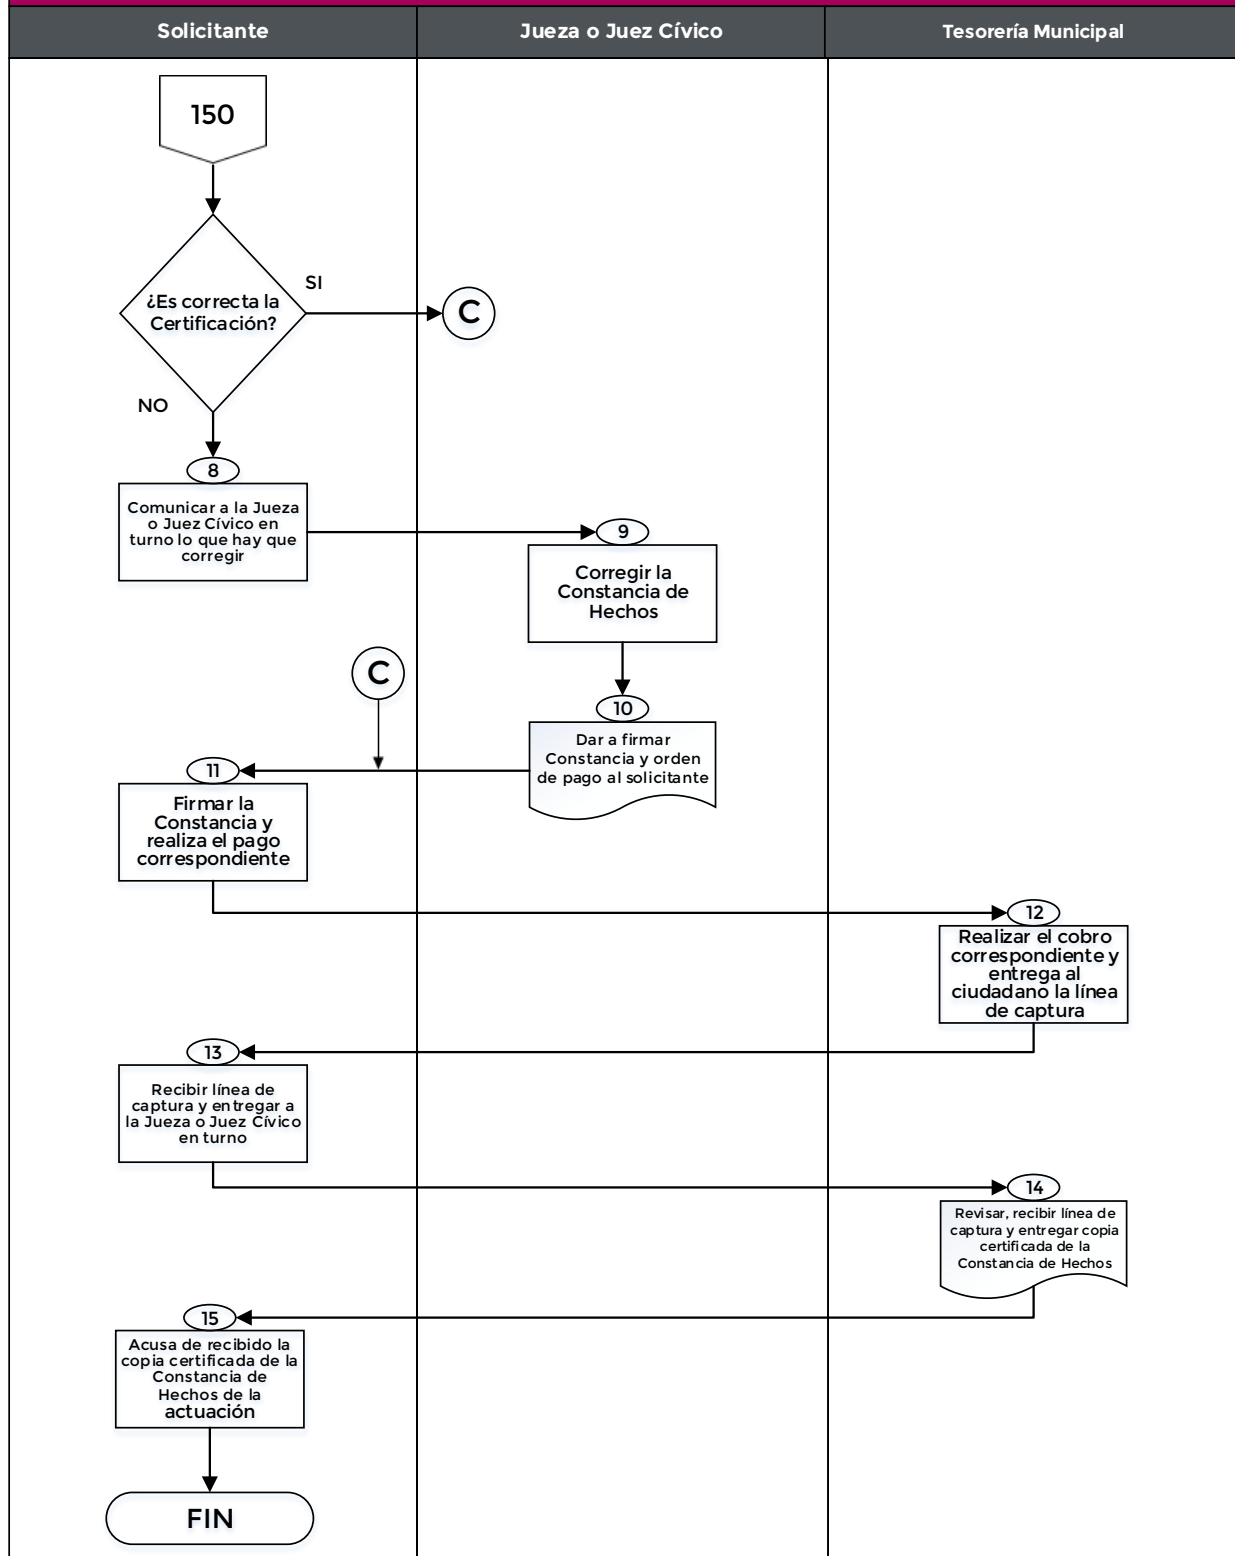 Solicitante
Jueza o Juez Cívico
Tesorería Municipal
150
¿Es correcta la
Certificación?
SI
C
NO
8
Comunicar a la Jueza
o Juez Cívico en
turno lo que hay que
corregir
9
Corregir la
Constancia de
Hechos
C
10
Dar a firmar
Constancia y orden
de pago al solicitante
11
Firmar la
Constancia y
realiza el pago
correspondiente
12
Realizar el cobro
correspondiente y
entrega al
ciudadano la línea
de captura
13
Recibir línea de
captura y entregar a
la Jueza o Juez Cívico
en turno
14
Revisar, recibir línea de
captura y entregar copia
certificada de la
Constancia de Hechos
15
Acusa de recibido la
copia certificada de la
Constancia de
Hechos de la
actuación
FIN